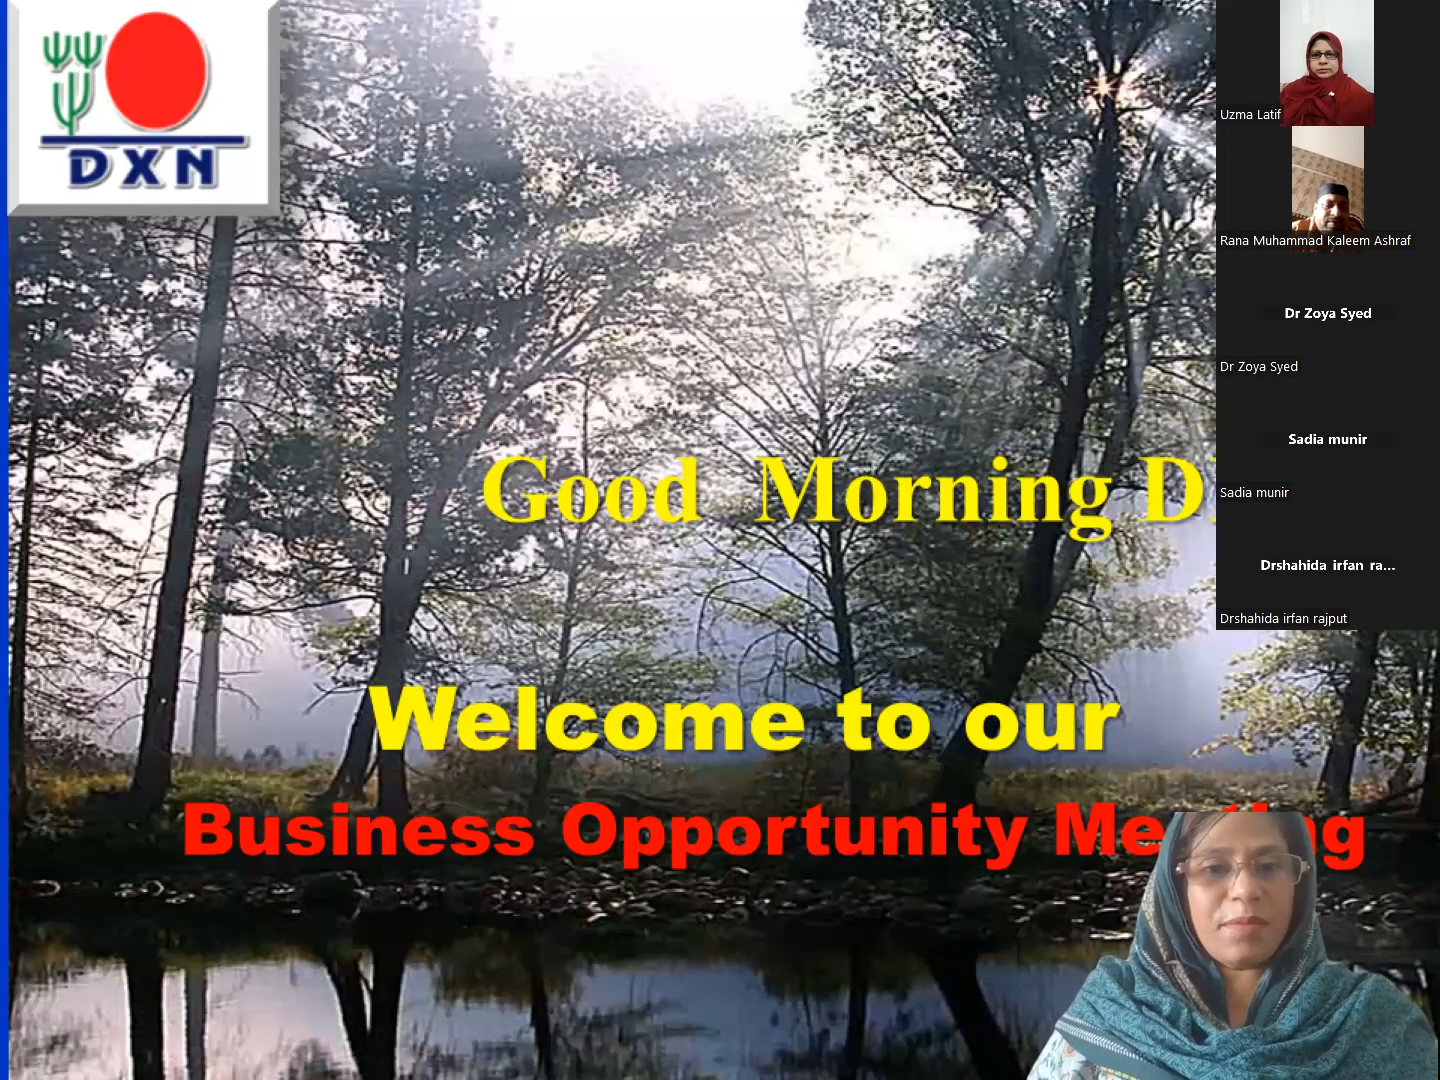 DXN
Good Morning D
Welcome to our
Business Opportunity Me
Uzma Latif
Rana Muhammad Kaleem Ashraf
Dr Zoya Syed
Dr Zoya Syed
Sadia munir
Sadia munir
Drshahida irfan ra...
Drshahida irfan rajput